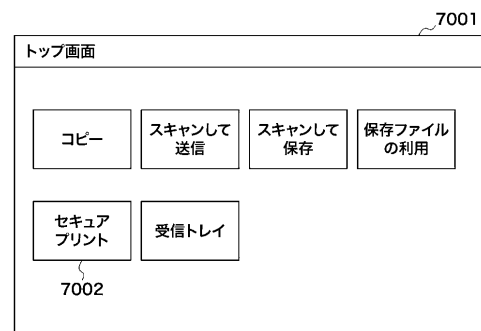 7001
トップ画面
コピー
スキャンして
送信
スキャンして
保存
保存ファイル
の利用
セキュア
プリント
受信トレイ
7002